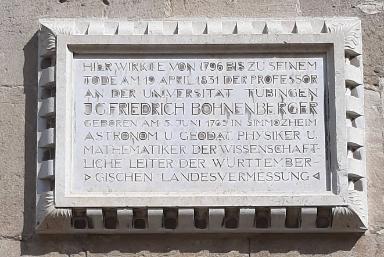 HIER WIRKTE VON 1796 BIS ZU SEINEM
TODE AM 19 APRIL 1831 DER PROFESSOR
AN DER UNIVERSITÄT TÜBINGEN
J.G. FRIEDRICH BOHNENBERGER
GEBOREN AM 5. JUNI 1765 IN SIMMOZHEIM
ASTRONOM U. GEODÄT, PHYSIKER U.
MATHEMATIKER DER WISSENSCHAFT-
LICHE LEITER DER WÜRTTEMBER-
GISCHEN LANDESVERMESSUNG